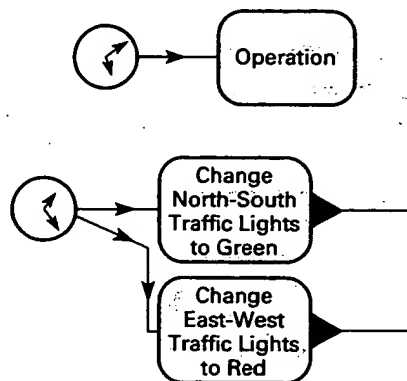 Operation
Change
North-South
Traffic Lights
to Green
Change
East-West
Traffic Lights
to Red